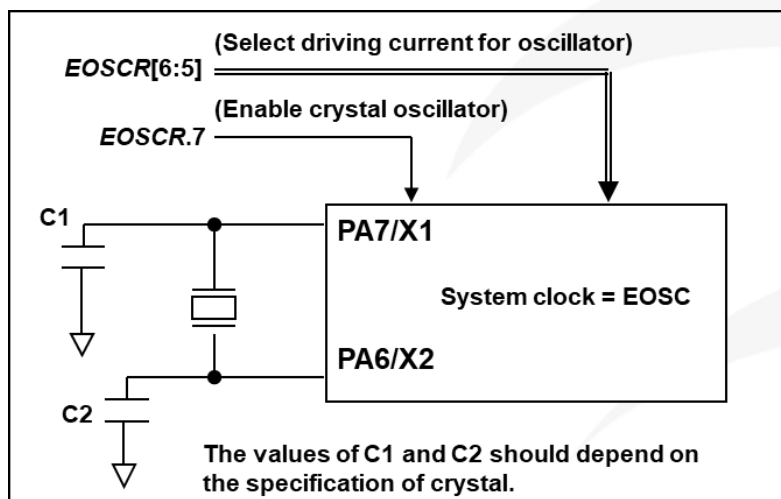 (Select driving current for oscillator)
EOSCR[6:5]
(Enable crystal oscillator)
EOSCR.7
C1
PA7/X1
System clock = EOSC
PA6/X2
C2
The values of C1 and C2 should depend on
the specification of crystal.